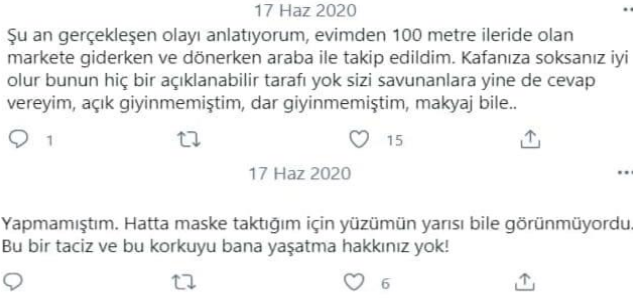 17 Haz 2020
Şu an gerçekleşen olayı anlatıyorum, evimden 100 metre ileride olan
markete giderken ve dönerken araba ile takip edildim. Kafanıza soksanız iyi
olur bunun hiç bir açıklanabilir tarafı yok sizi savunanlara yine de cevap
vereyim, açık giyinmemiştim, dar giyinmemiştim, makyaj bile..
1 15
17 Haz 2020
Yapmamıştım. Hatta maske taktığım için yüzümün yarısı bile görünmüyordu.
Bu bir taciz ve bu korkuyu bana yaşatma hakkınız yok!
6